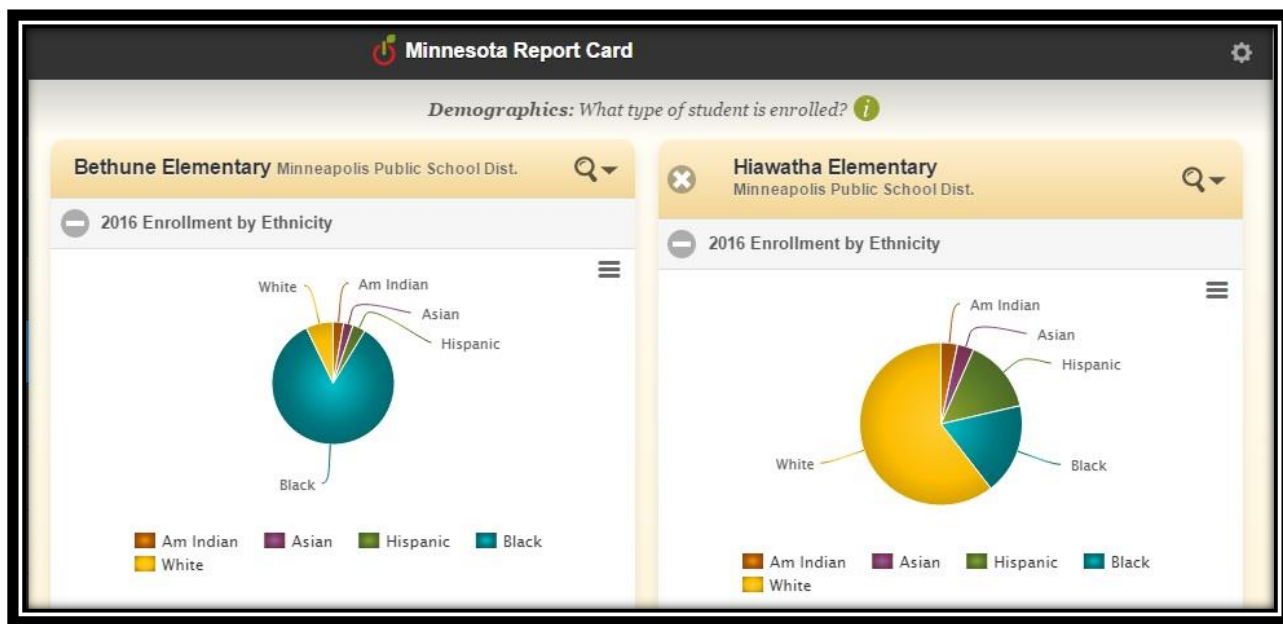 Minnesota Report Card
Demographics: What type of student is enrolled? i
Bethune Elementary Minneapolis Public School Dist.
2016 Enrollment by Ethnicity
White
Am Indian
Asian
Hispanic
Black
Am Indian Asian Hispanic Black
White
Hiawatha Elementary
Minneapolis Public School Dist.
2016 Enrollment by Ethnicity
Am Indian
Asian
Hispanic
White
Black
Am Indian Asian Hispanic Black
White